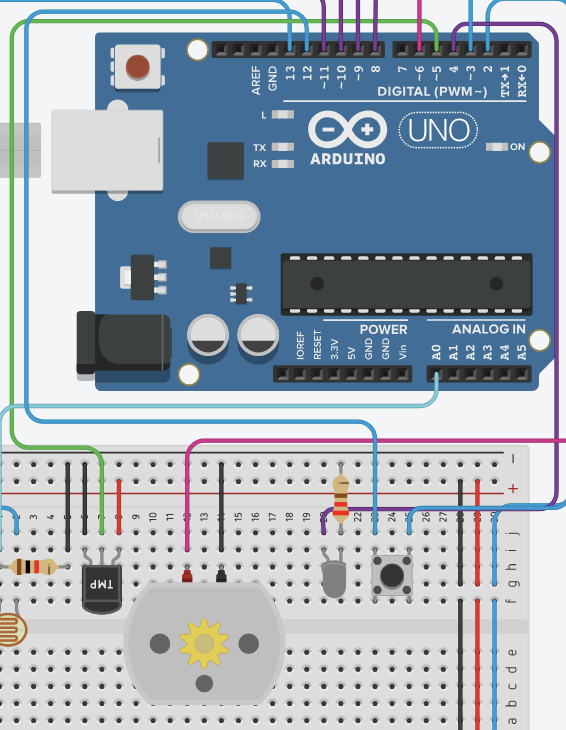 AREF
GND
13
12
~11
~10
~9
8
7
~6
~5
4
~3
2
TX→1
RX←0
DIGITAL (PWM ~)
L
TX
RX
UNO
ON
ARDUINO
SPK16.000G
POWER
ANALOG IN
IOREF
RESET
3.3V
5V
GND
GND
Vin
A0
A1
A2
A3
A4
A5
−
+
2
3
4
5
6
7
8
9
10
11
12
13
14
15
16
17
18
19
20
21
22
23
24
25
26
27
28
29
j
i
h
g
f
TMP
e
d
c
b
a